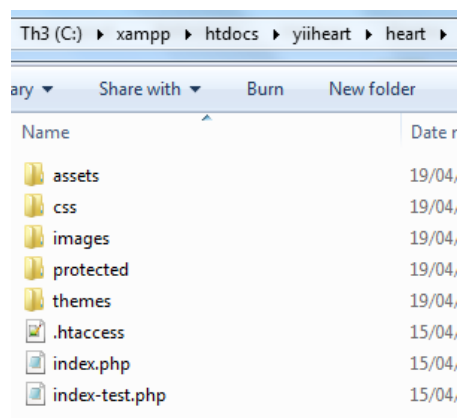 Th3 (C:) ▸ xampp ▸ htdocs ▸ yiiheart ▸ heart ▸
ary ▾ Share with ▾ Burn New folder
Name Date r
assets 19/04/
css 19/04/
images 19/04/
protected 19/04/
themes 19/04/
.htaccess 15/04/
index.php 15/04/
index-test.php 15/04/